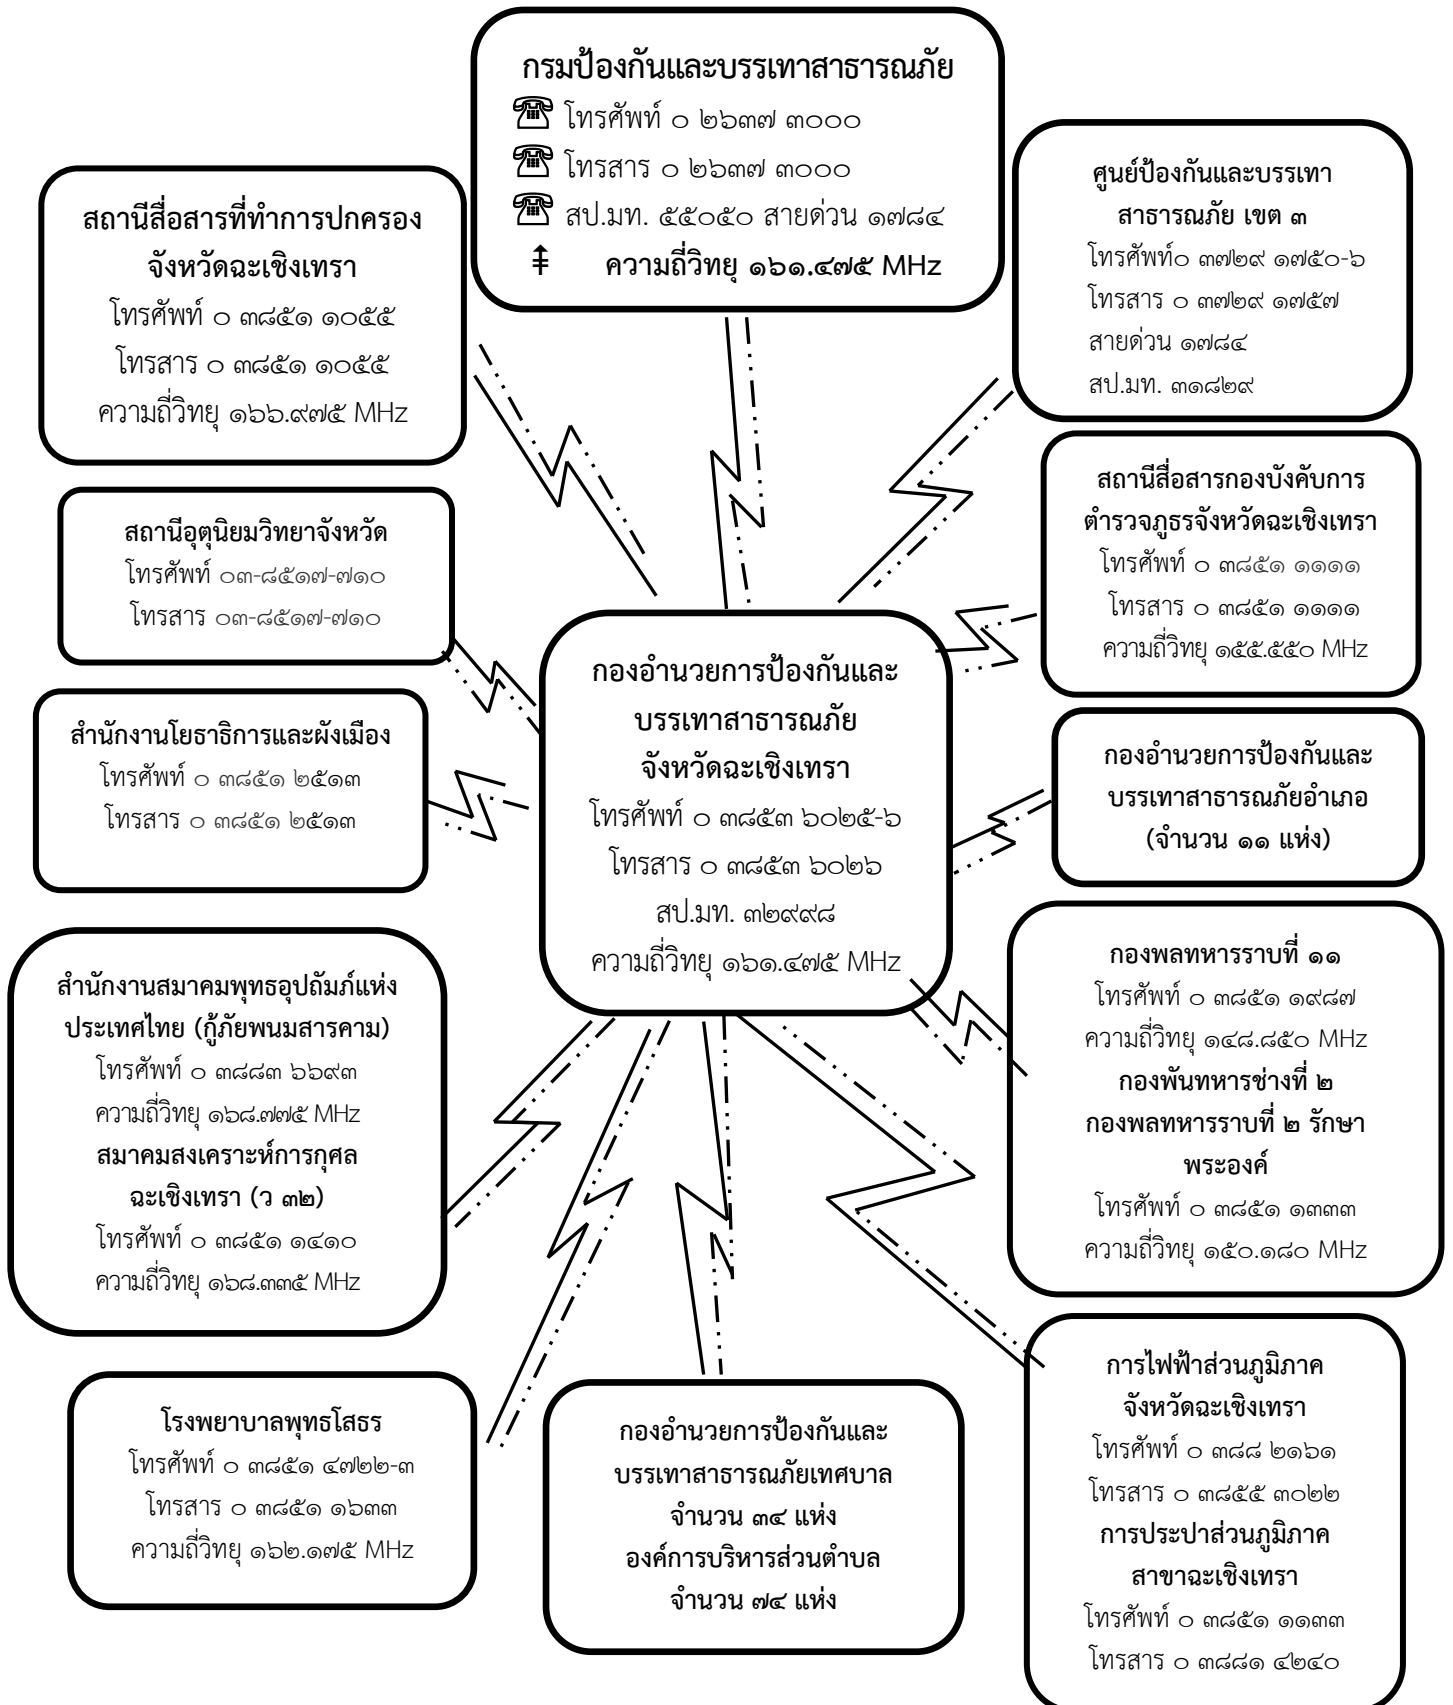 กรมป้องกันและบรรเทาสาธารณภัย
โทรศัพท์ ๐ ๒๖๓๗ ๓๐๐๐
โทรสาร ๐ ๒๖๓๗ ๓๐๐๐
สป.มท. ๕๕๐๕๐ สายด่วน ๑๗๘๔
ความถี่วิทยุ ๑๖๑.๔๗๕ MHz
สถานีสื่อสารที่ทำการปกครอง
จังหวัดฉะเชิงเทรา
โทรศัพท์ ๐ ๓๘๕๑ ๑๐๕๕
โทรสาร ๐ ๓๘๕๑ ๑๐๕๕
ความถี่วิทยุ ๑๖๖.๙๗๕ MHz
ศูนย์ป้องกันและบรรเทา
สาธารณภัย เขต ๓
โทรศัพท์๐ ๓๗๒๙ ๑๗๕๐-๖
โทรสาร ๐ ๓๗๒๙ ๑๗๕๗
สายด่วน ๑๗๘๔
สป.มท. ๓๑๘๒๙
สถานีอุตุนิยมวิทยาจังหวัด
โทรศัพท์ ๐๓-๘๕๑๗-๗๑๐
โทรสาร ๐๓-๘๕๑๗-๗๑๐
สถานีสื่อสารกองบังคับการ
ตำรวจภูธรจังหวัดฉะเชิงเทรา
โทรศัพท์ ๐ ๓๘๕๑ ๑๑๑๑
โทรสาร ๐ ๓๘๕๑ ๑๑๑๑
ความถี่วิทยุ ๑๕๕.๕๕๐ MHz
กองอำนวยการป้องกันและ
บรรเทาสาธารณภัย
จังหวัดฉะเชิงเทรา
โทรศัพท์ ๐ ๓๘๕๓ ๖๐๒๕-๖
โทรสาร ๐ ๓๘๕๓ ๖๐๒๖
สป.มท. ๓๒๙๙๘
ความถี่วิทยุ ๑๖๑.๔๗๕ MHz
สำนักงานโยธาธิการและผังเมือง
โทรศัพท์ ๐ ๓๘๕๑ ๒๕๑๓
โทรสาร ๐ ๓๘๕๑ ๒๕๑๓
กองอำนวยการป้องกันและ
บรรเทาสาธารณภัยอำเภอ
(จำนวน ๑๑ แห่ง)
สำนักงานสมาคมพุทธอุปถัมภ์แห่ง
ประเทศไทย (กู้ภัยพนมสารคาม)
โทรศัพท์ ๐ ๓๘๘๓ ๖๖๙๓
ความถี่วิทยุ ๑๖๘.๗๗๕ MHz
สมาคมสงเคราะห์การกุศล
ฉะเชิงเทรา (ว ๓๒)
โทรศัพท์ ๐ ๓๘๕๑ ๑๔๑๐
ความถี่วิทยุ ๑๖๘.๓๓๕ MHz
กองพลทหารราบที่ ๑๑
โทรศัพท์ ๐ ๓๘๕๑ ๑๙๘๗
ความถี่วิทยุ ๑๔๘.๘๕๐ MHz
กองพันทหารช่างที่ ๒
กองพลทหารราบที่ ๒ รักษา
พระองค์
โทรศัพท์ ๐ ๓๘๕๑ ๑๓๓๓
ความถี่วิทยุ ๑๕๐.๑๘๐ MHz
โรงพยาบาลพุทธโสธร
โทรศัพท์ ๐ ๓๘๕๑ ๔๗๒๒-๓
โทรสาร ๐ ๓๘๕๑ ๑๖๓๓
ความถี่วิทยุ ๑๖๒.๑๗๕ MHz
กองอำนวยการป้องกันและ
บรรเทาสาธารณภัยเทศบาล
จำนวน ๓๔ แห่ง
องค์การบริหารส่วนตำบล
จำนวน ๗๔ แห่ง
การไฟฟ้าส่วนภูมิภาค
จังหวัดฉะเชิงเทรา
โทรศัพท์ ๐ ๓๘๘ ๒๑๖๑
โทรสาร ๐ ๓๘๕๕ ๓๐๒๒
การประปาส่วนภูมิภาค
สาขาฉะเชิงเทรา
โทรศัพท์ ๐ ๓๘๕๑ ๑๑๓๓
โทรสาร ๐ ๓๘๘๑ ๔๒๔๐